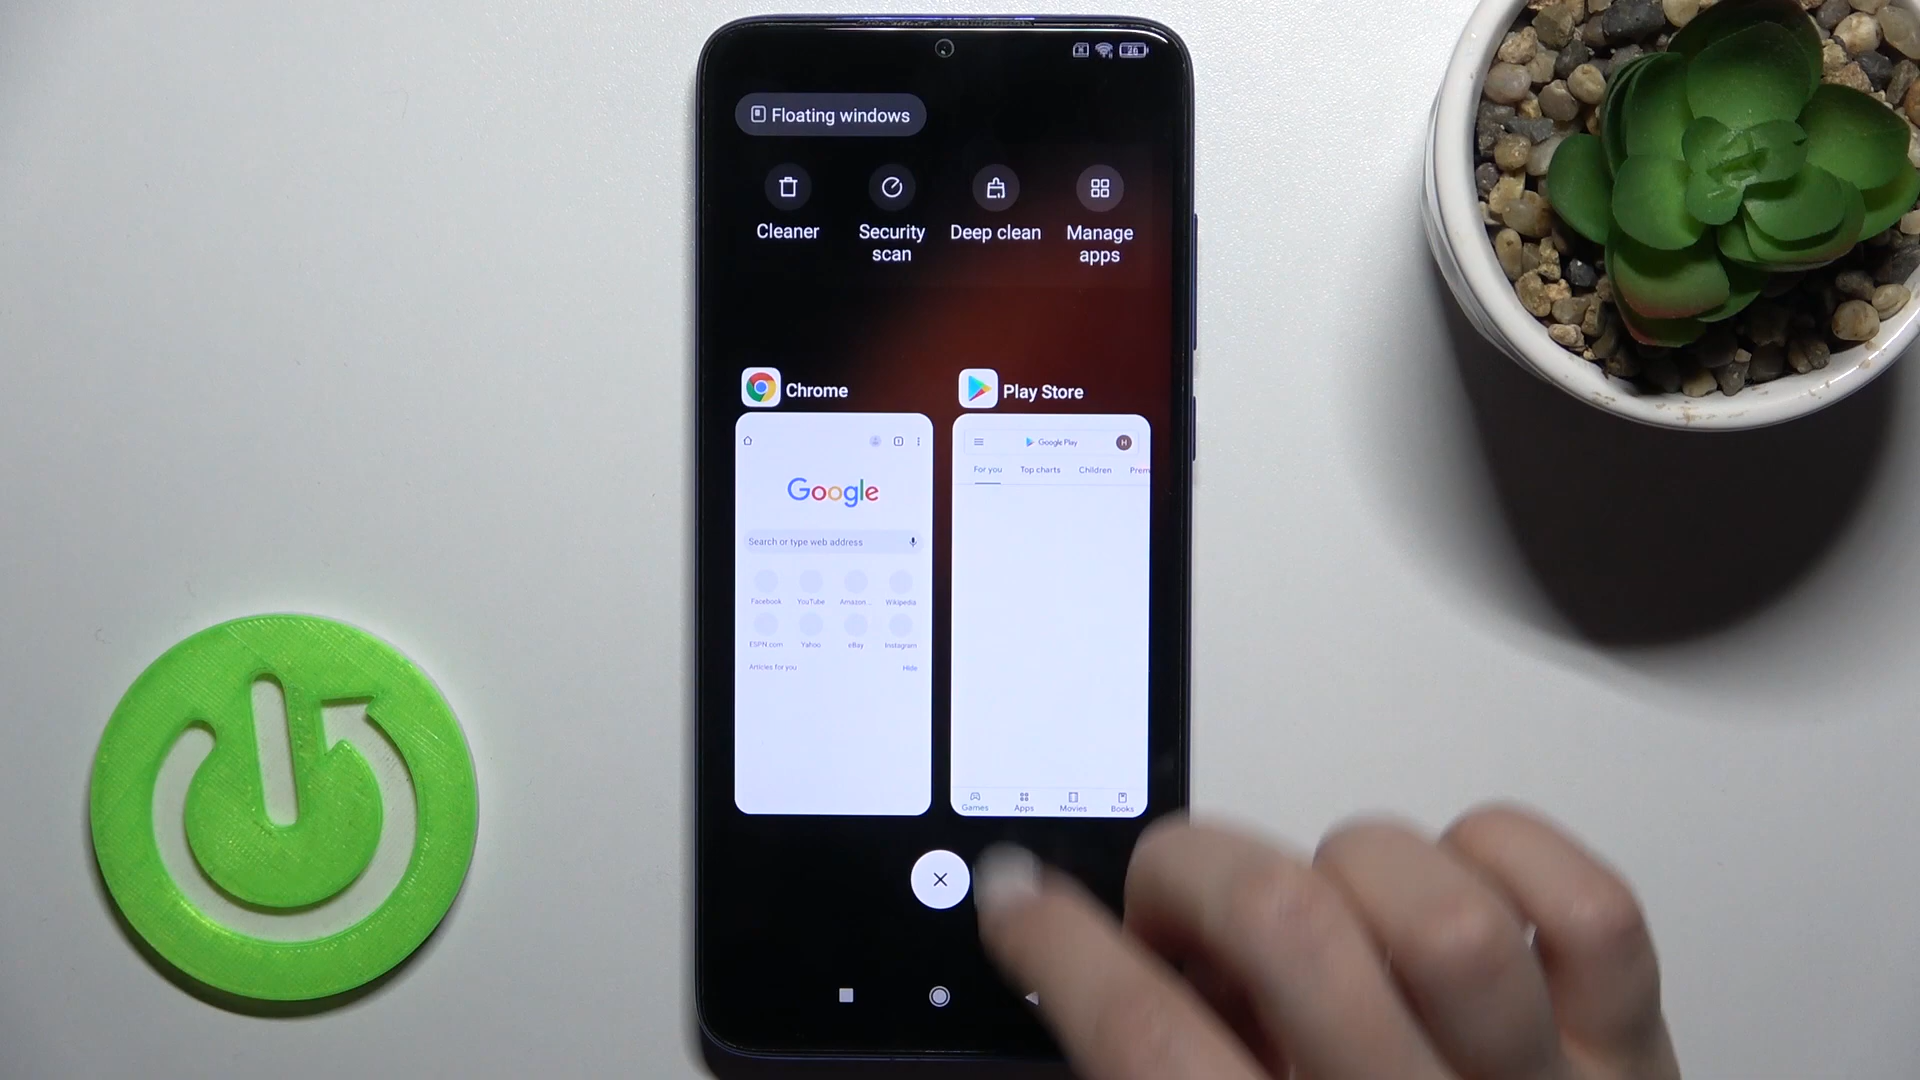 26
Floating windows
Cleaner
Security scan
Deep clean
Manage apps
Chrome
Play Store
Google
Search or type web address
Facebook YouTube Amazon... Wikipedia
ESPN.com Yahoo eBay Instagram
Articles for you Hide
Google Play H
For you Top charts Children Prem
Games Apps Movies Books